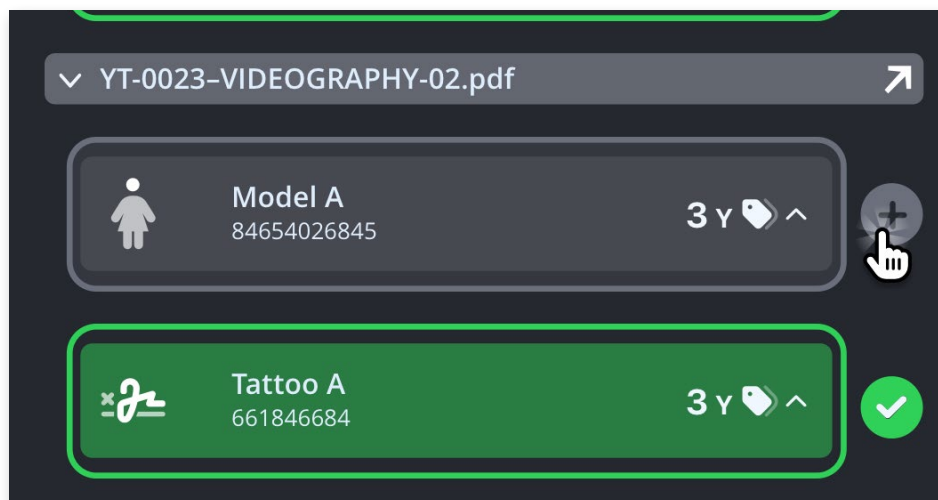 YT-0023–VIDEOGRAPHY-02.pdf
Model A
84654026845
3 Y
Tattoo A
661846684
3 Y